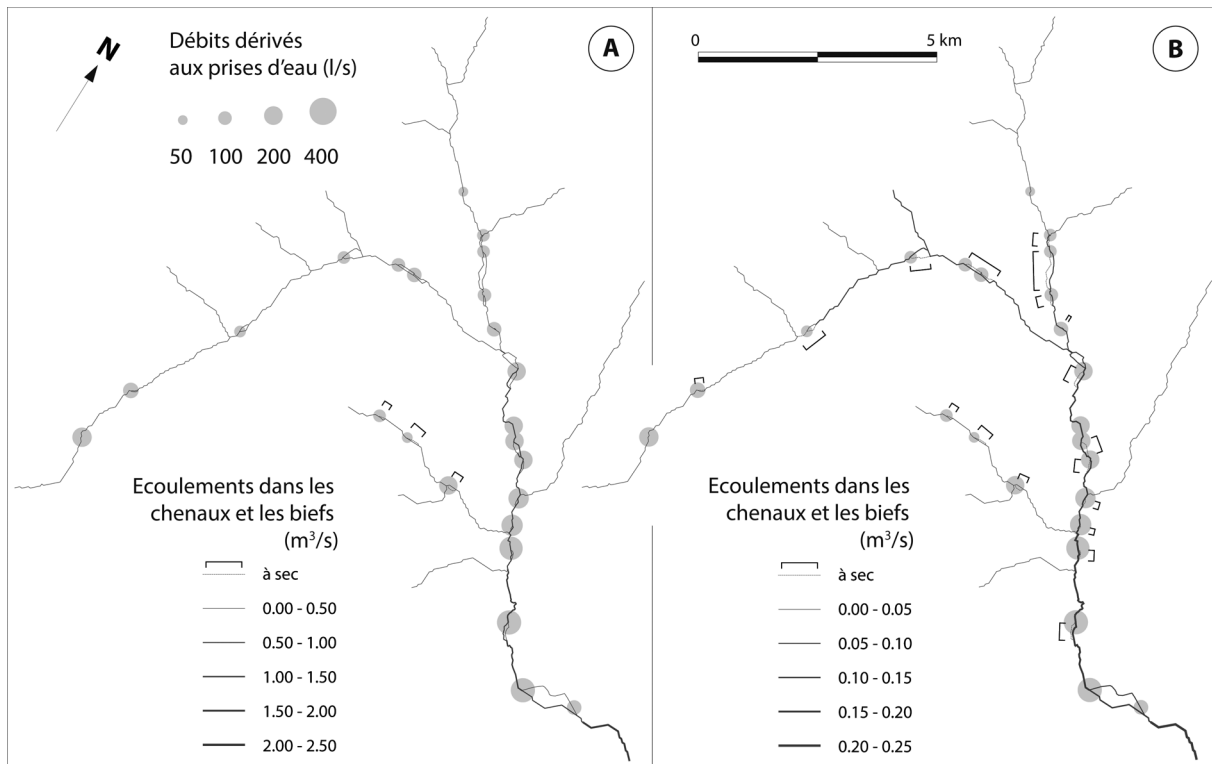 N
Débits dérivés
aux prises d'eau (l/s)
50 100 200 400
A
Ecoulements dans les
chenaux et les biefs
(m³/s)
à sec
0.00 - 0.50
0.50 - 1.00
1.00 - 1.50
1.50 - 2.00
2.00 - 2.50
0 5 km
B
Ecoulements dans les
chenaux et les biefs
(m³/s)
à sec
0.00 - 0.05
0.05 - 0.10
0.10 - 0.15
0.15 - 0.20
0.20 - 0.25